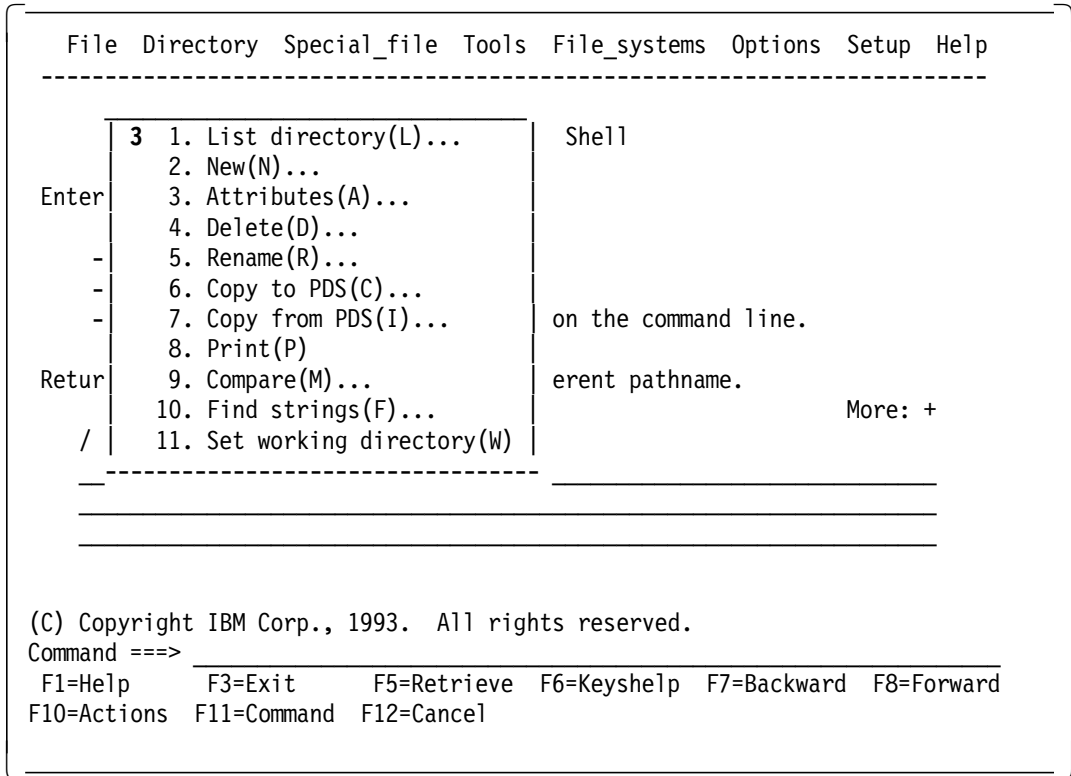 File  Directory  Special_file  Tools  File_systems  Options  Setup  Help
---------------------------------------------------------------------------
3  1. List directory(L)...  Shell
2. New(N)...
Enter  3. Attributes(A)...
4. Delete(D)...
-  5. Rename(R)...
-  6. Copy to PDS(C)...
-  7. Copy from PDS(I)...  on the command line.
8. Print(P)
Retur  9. Compare(M)...  erent pathname.
10. Find strings(F)...  More: +
/  11. Set working directory(W)
----------------------------------
(C) Copyright IBM Corp., 1993.  All rights reserved.
Command ===>
F1=Help  F3=Exit  F5=Retrieve  F6=Keyshelp  F7=Backward  F8=Forward
F10=Actions  F11=Command  F12=Cancel